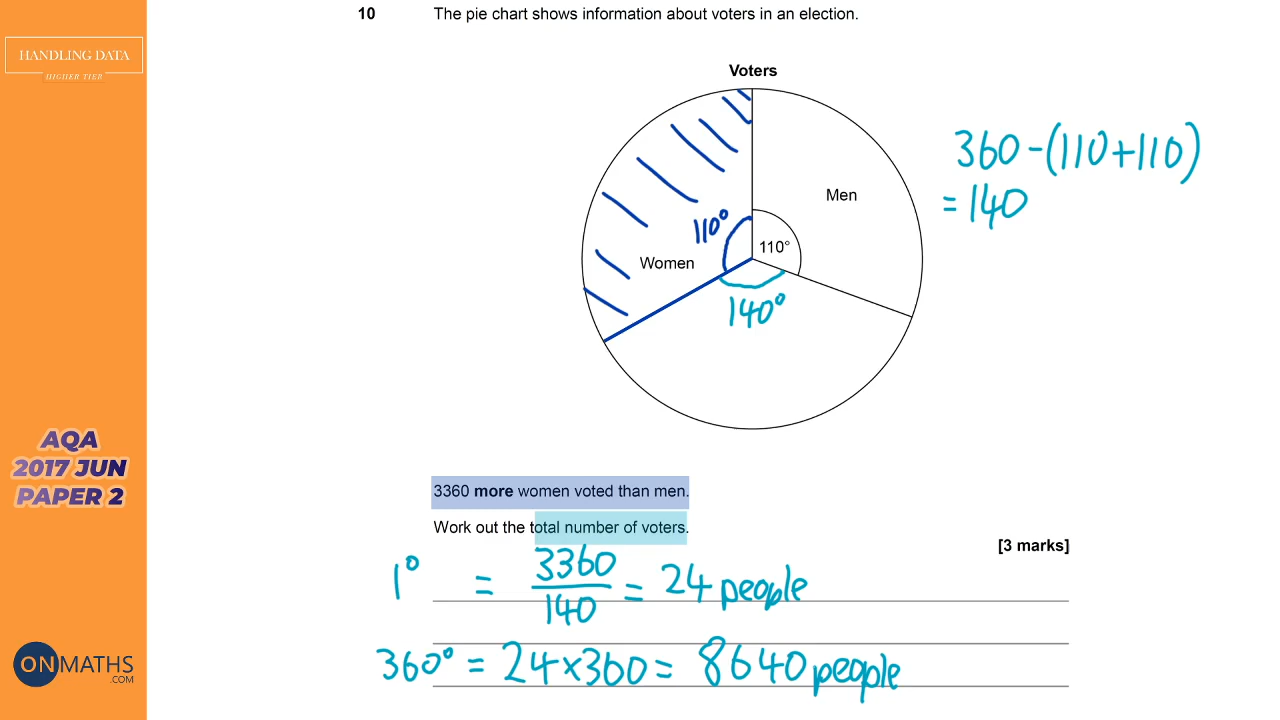 10 The pie chart shows information about voters in an election.
HANDLING DATA
HIGHER TIER
Voters
360 - (110 + 110)
= 140
Men
110°
110°
Women
140°
AQA
2017 JUN
PAPER 2
3360 more women voted than men.
Work out the total number of voters.
[3 marks]
1° = 3360/140 = 24 people
360° = 24 × 360 = 8640 people
ONMATHS
.COM